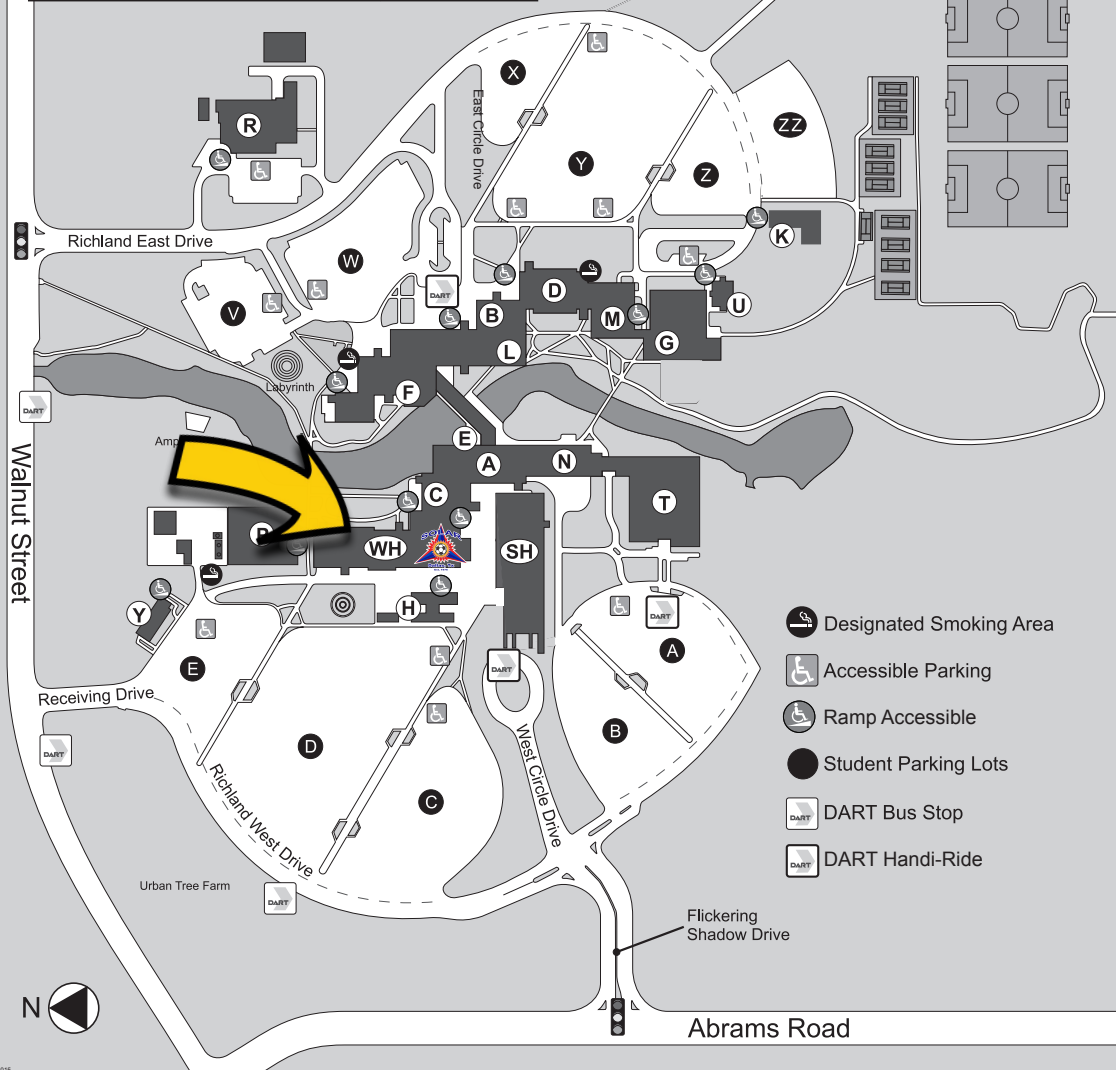 X
ZZ
R
East Circle Drive
Y
Z
Richland East Drive
K
W
DART
D
U
V
B
M
L
G
Labyrinth
F
DART
Amp
E
A
N
C
T
Walnut Street
WH
SH
H
Y
DART
A
Designated Smoking Area
E
DART
Accessible Parking
Receiving Drive
B
Ramp Accessible
DART
D
West Circle Drive
Student Parking Lots
Richland West Drive
C
DART
DART Bus Stop
DART
DART Handi-Ride
Urban Tree Farm
DART
Flickering
Shadow Drive
N
Abrams Road